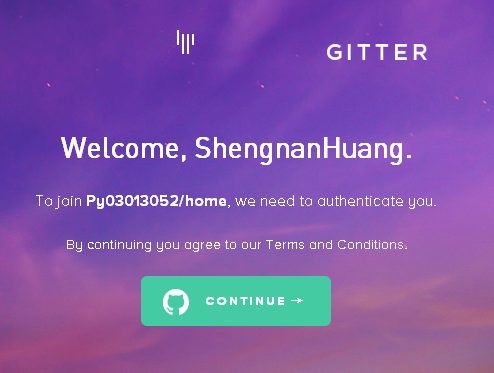 GITTER
Welcome, ShengnanHuang.
To join Py03013052/home, we need to authenticate you.
By continuing you agree to our Terms and Conditions.
CONTINUE →